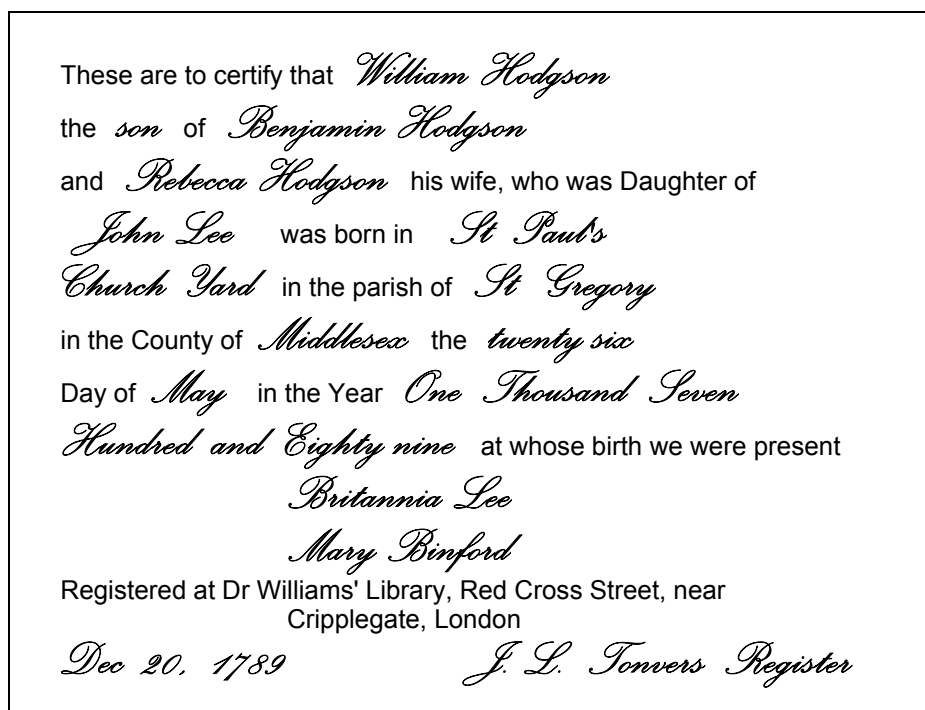 These are to certify that William Hodgson
the son of Benjamin Hodgson
and Rebecca Hodgson his wife, who was Daughter of
John Lee was born in St Paul's
Church Yard in the parish of St Gregory
in the County of Middlesex the twenty six
Day of May in the Year One Thousand Seven
Hundred and Eighty nine at whose birth we were present
Britannia Lee
Mary Binford
Registered at Dr Williams' Library, Red Cross Street, near
Cripplegate, London
Dec 20, 1789 J. L. Tonvers Register